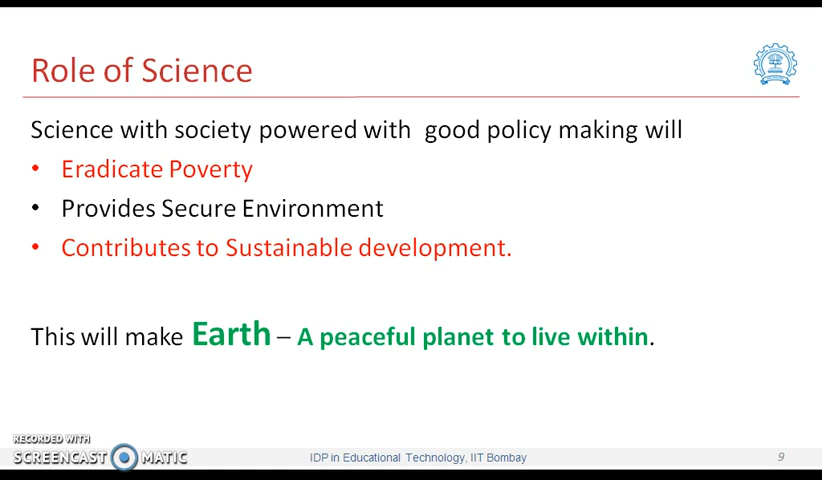 Role of Science
Science with society powered with good policy making will
• Eradicate Poverty
• Provides Secure Environment
• Contributes to Sustainable development.
This will make Earth – A peaceful planet to live within.
RECORDED WITH
SCREENCAST MATIC
IDP in Educational Technology, IIT Bombay
9